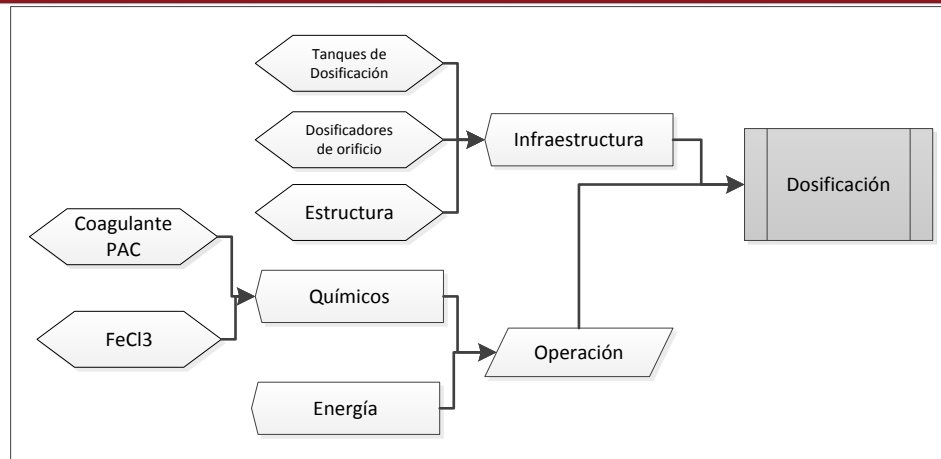 Tanques de
Dosificación
Dosificadores
de orificio
Infraestructura
Dosificación
Estructura
Coagulante
PAC
Químicos
FeCl3
Operación
Energía